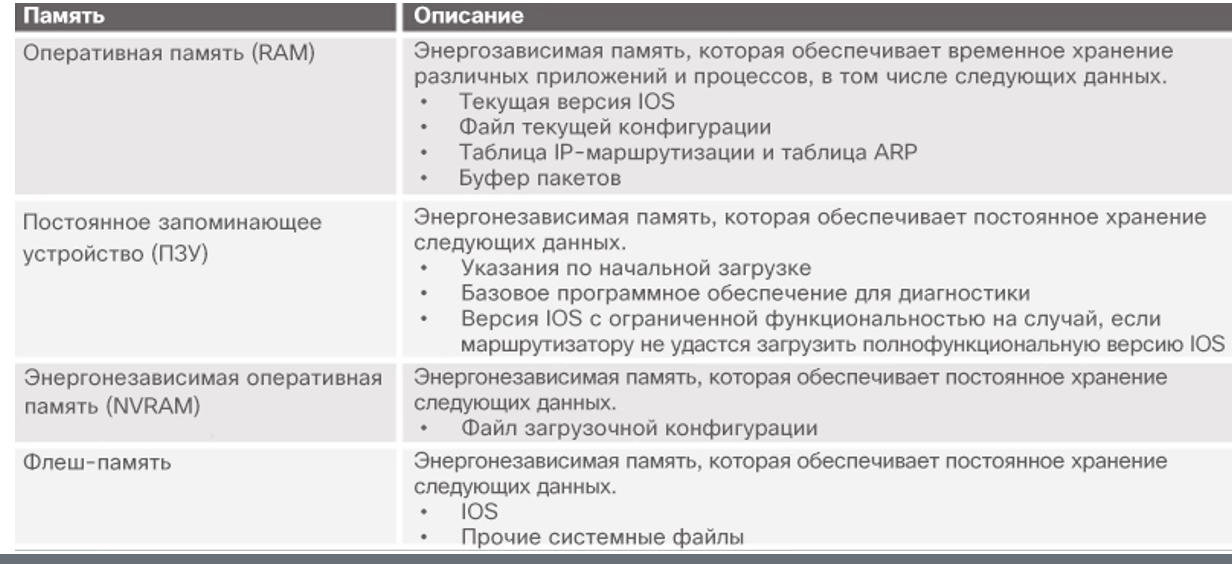 Память
Описание
Оперативная память (RAM)
Энергозависимая память, которая обеспечивает временное хранение
различных приложений и процессов, в том числе следующих данных.
• Текущая версия IOS
• Файл текущей конфигурации
• Таблица IP-маршрутизации и таблица ARP
• Буфер пакетов
Постоянное запоминающее
устройство (ПЗУ)
Энергонезависимая память, которая обеспечивает постоянное хранение
следующих данных.
• Указания по начальной загрузке
• Базовое программное обеспечение для диагностики
• Версия IOS с ограниченной функциональностью на случай, если
маршрутизатору не удастся загрузить полнофункциональную версию IOS
Энергонезависимая оперативная
память (NVRAM)
Энергонезависимая память, которая обеспечивает постоянное хранение
следующих данных.
• Файл загрузочной конфигурации
Флеш-память
Энергонезависимая память, которая обеспечивает постоянное хранение
следующих данных.
• IOS
• Прочие системные файлы